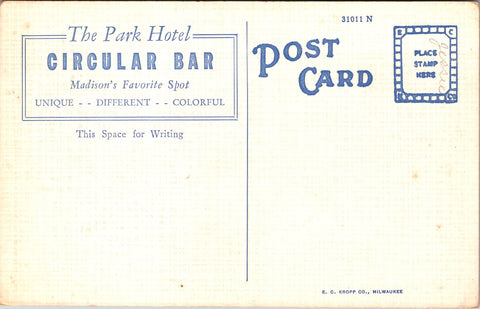 The Park Hotel
CIRCULAR BAR
Madison's Favorite Spot
UNIQUE - - DIFFERENT - - COLORFUL
This Space for Writing
31011 N
POST
CARD
PLACE
STAMP
HERE
E. C. KROPP CO., MILWAUKEE